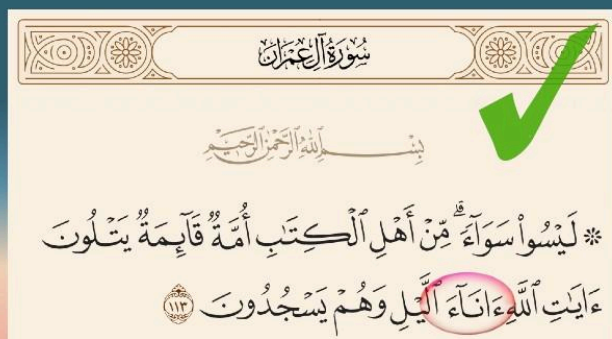 سُورَةُ آلِ عِمۡرَانَ
بِسۡمِ ٱللَّهِ ٱلرَّحۡمَٰنِ ٱلرَّحِيمِ
۞ لَيۡسُواْ سَوَآءٗۗ مِّنۡ أَهۡلِ ٱلۡكِتَٰبِ أُمَّةٞ قَآئِمَةٞ يَتۡلُونَ
ءَايَٰتِ ٱللَّهِ ءَانَآءَ ٱلَّيۡلِ وَهُمۡ يَسۡجُدُونَ ١١٣